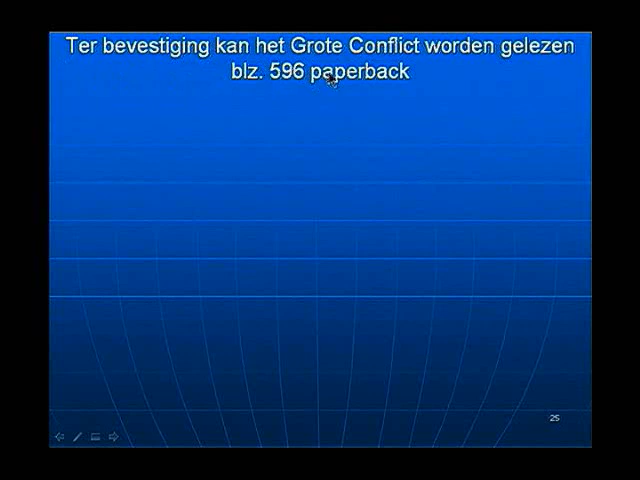 Ter bevestiging kan het Grote Conflict worden gelezen
blz. 596 paperback
25